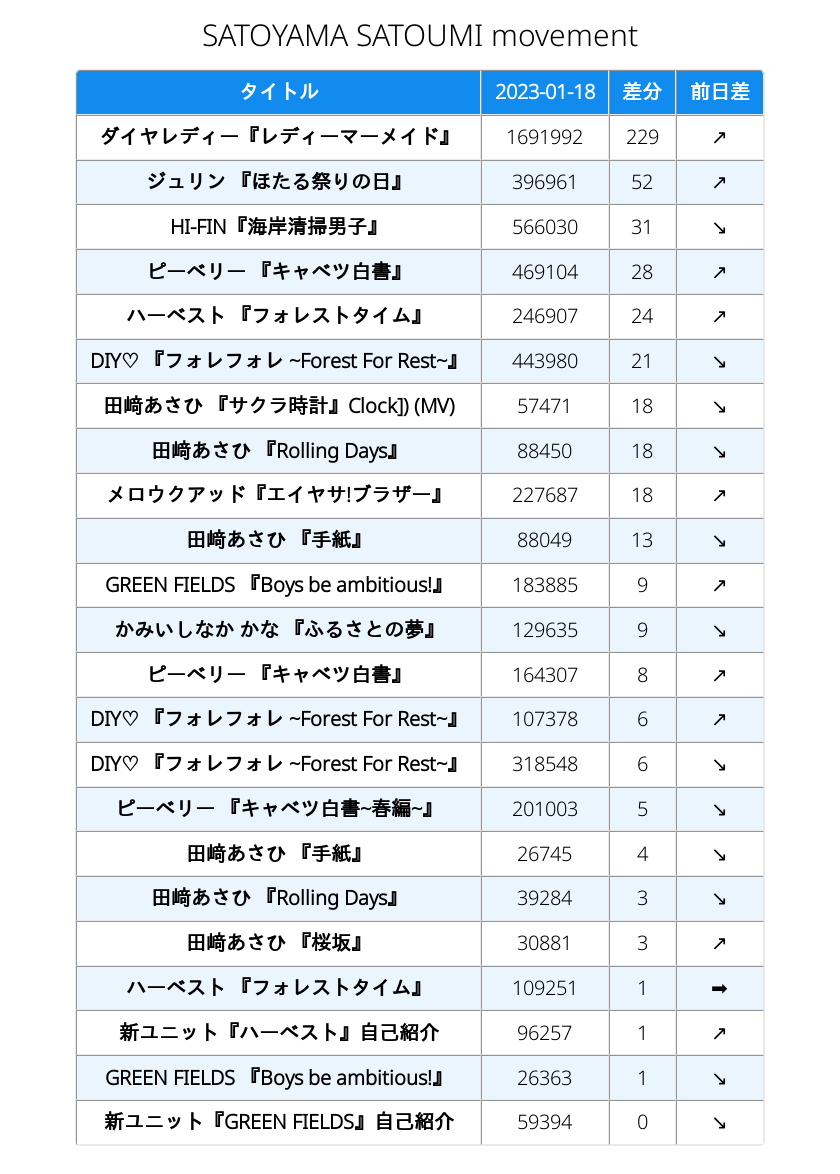 SATOYAMA SATOUMI movement
タイトル 2023-01-18 差分 前日差
ダイヤレディー『レディーマーメイド』 1691992 229 ↗
ジュリン 『ほたる祭りの日』 396961 52 ↗
HI-FIN『海岸清掃男子』 566030 31 ↘
ピーベリー 『キャベツ白書』 469104 28 ↗
ハーベスト 『フォレストタイム』 246907 24 ↗
DIY♡ 『フォレフォレ ~Forest For Rest~』 443980 21 ↘
田﨑あさひ 『サクラ時計』Clock]) (MV) 57471 18 ↘
田﨑あさひ 『Rolling Days』 88450 18 ↘
メロウクアッド『エイヤサ!ブラザー』 227687 18 ↗
田﨑あさひ 『手紙』 88049 13 ↘
GREEN FIELDS 『Boys be ambitious!』 183885 9 ↗
かみいしなか かな 『ふるさとの夢』 129635 9 ↘
ピーベリー 『キャベツ白書』 164307 8 ↗
DIY♡ 『フォレフォレ ~Forest For Rest~』 107378 6 ↗
DIY♡ 『フォレフォレ ~Forest For Rest~』 318548 6 ↘
ピーベリー 『キャベツ白書~春編~』 201003 5 ↘
田﨑あさひ 『手紙』 26745 4 ↘
田﨑あさひ 『Rolling Days』 39284 3 ↘
田﨑あさひ 『桜坂』 30881 3 ↗
ハーベスト 『フォレストタイム』 109251 1 ➡
新ユニット『ハーベスト』自己紹介 96257 1 ↗
GREEN FIELDS 『Boys be ambitious!』 26363 1 ↘
新ユニット『GREEN FIELDS』自己紹介 59394 0 ↘